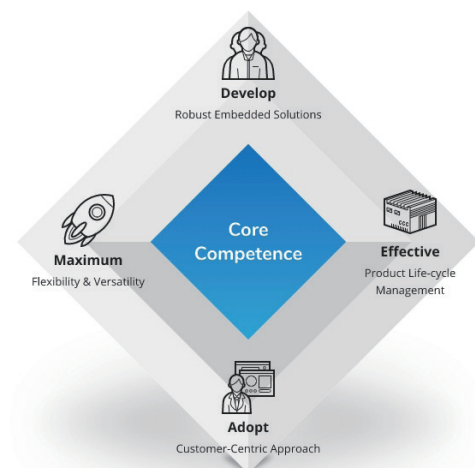 Develop
Robust Embedded Solutions
Core
Competence
Maximum
Flexibility & Versatility
Effective
Product Life-cycle
Management
Adopt
Customer-Centric Approach